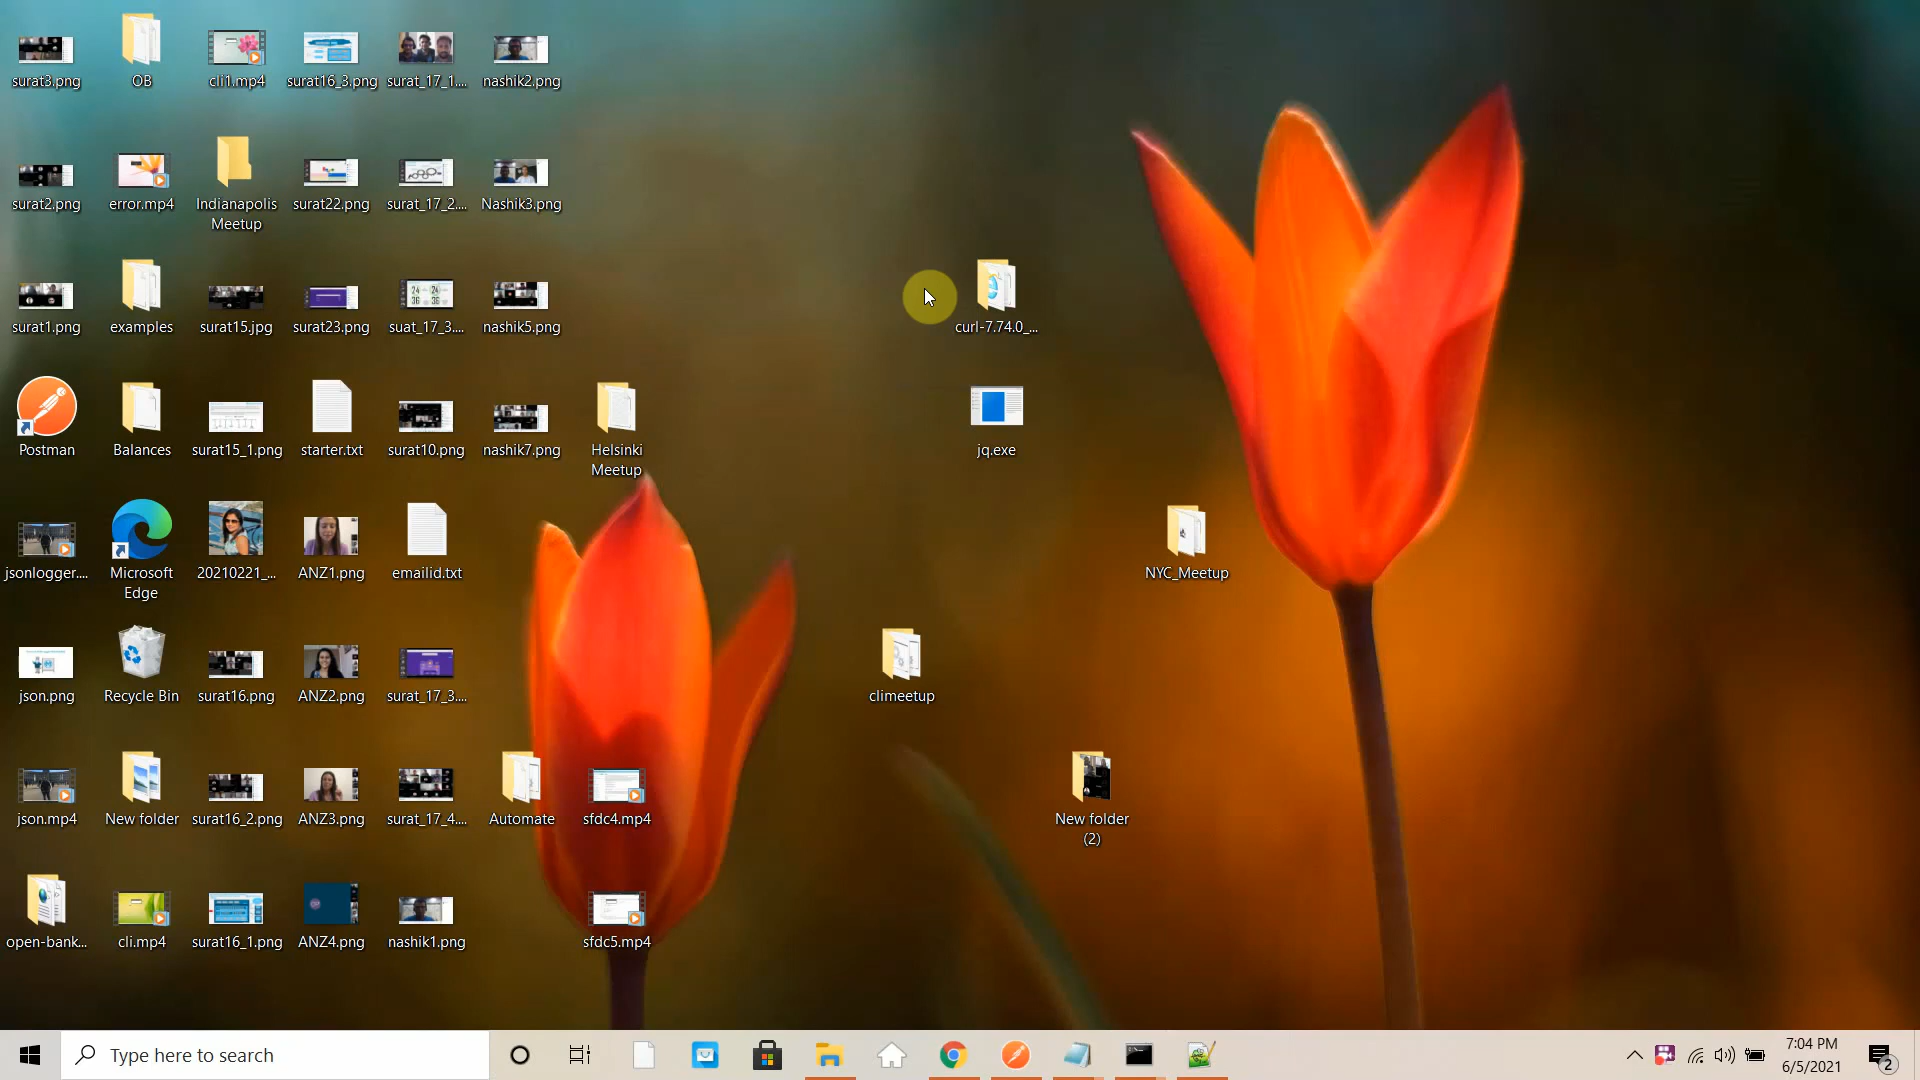 surat3.png
OB
cli1.mp4
surat16_3.png
surat_17_1....
nashik2.png
surat2.png
error.mp4
Indianapolis
Meetup
surat22.png
surat_17_2....
Nashik3.png
surat1.png
examples
surat15.jpg
surat23.png
suat_17_3....
nashik5.png
curl-7.74.0_...
Postman
Balances
surat15_1.png
starter.txt
surat10.png
nashik7.png
Helsinki
Meetup
jq.exe
jsonlogger....
Microsoft
Edge
20210221_...
ANZ1.png
emailid.txt
NYC_Meetup
json.png
Recycle Bin
surat16.png
ANZ2.png
surat_17_3....
climeetup
json.mp4
New folder
surat16_2.png
ANZ3.png
surat_17_4....
Automate
sfdc4.mp4
New folder
(2)
open-bank...
cli.mp4
surat16_1.png
ANZ4.png
nashik1.png
sfdc5.mp4
Type here to search
7:04 PM
6/5/2021
2